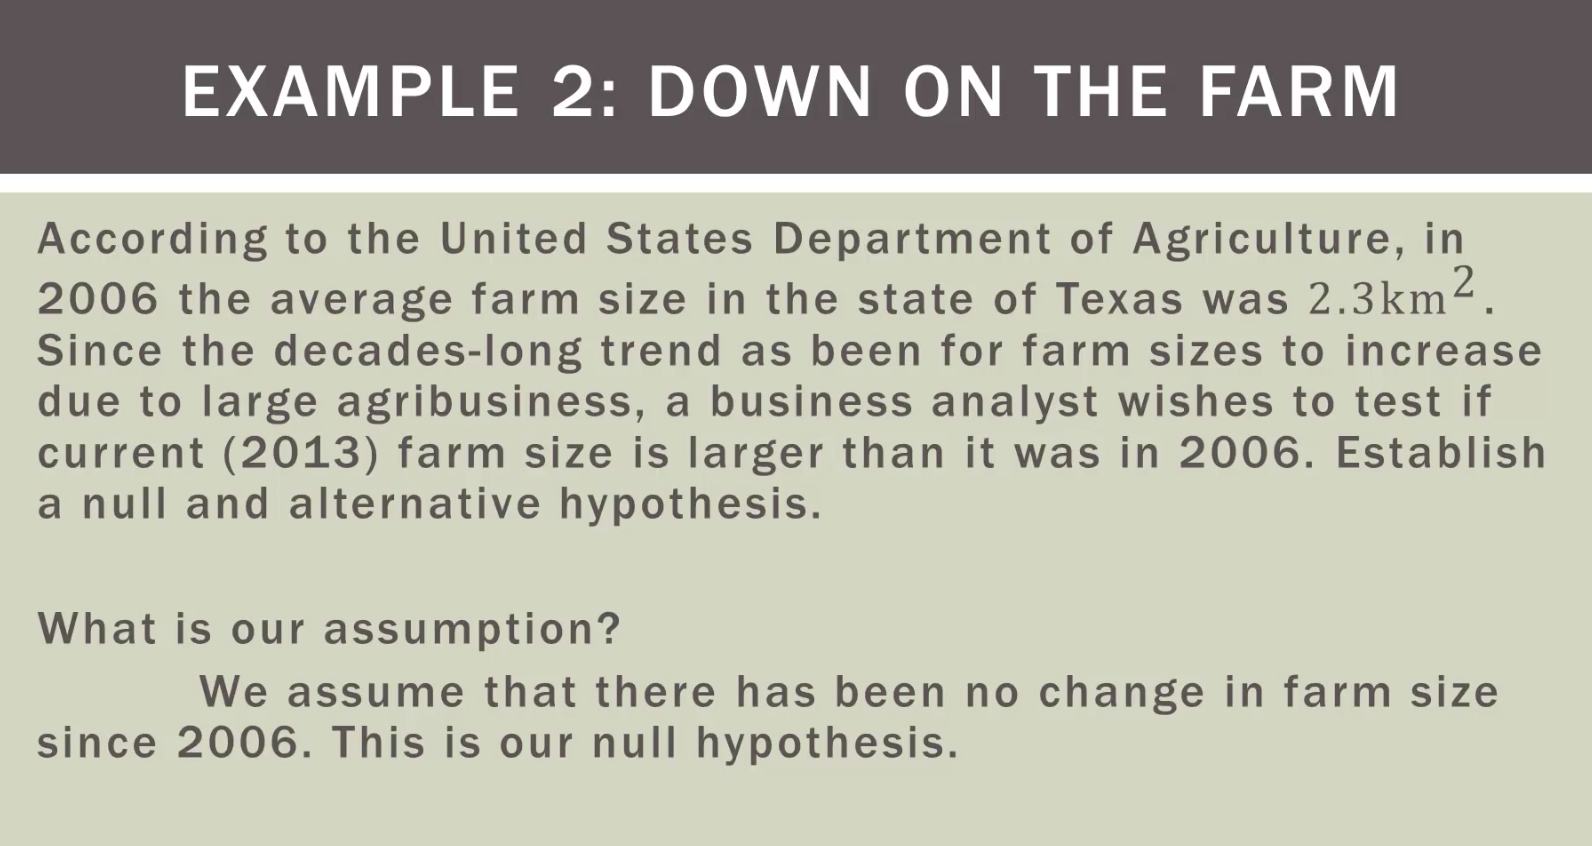 EXAMPLE 2: DOWN ON THE FARM
According to the United States Department of Agriculture, in
2006 the average farm size in the state of Texas was 2.3km².
Since the decades-long trend as been for farm sizes to increase
due to large agribusiness, a business analyst wishes to test if
current (2013) farm size is larger than it was in 2006. Establish
a null and alternative hypothesis.
What is our assumption?
We assume that there has been no change in farm size
since 2006. This is our null hypothesis.